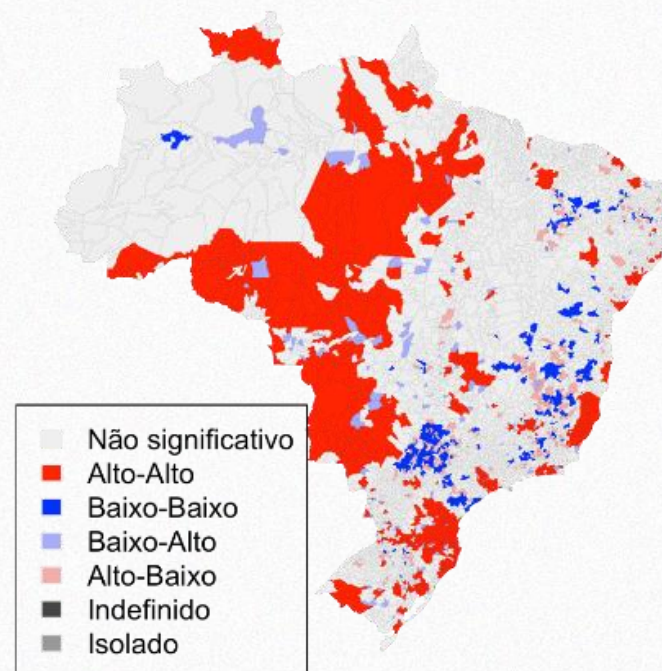 Não significativo
Alto-Alto
Baixo-Baixo
Baixo-Alto
Alto-Baixo
Indefinido
Isolado